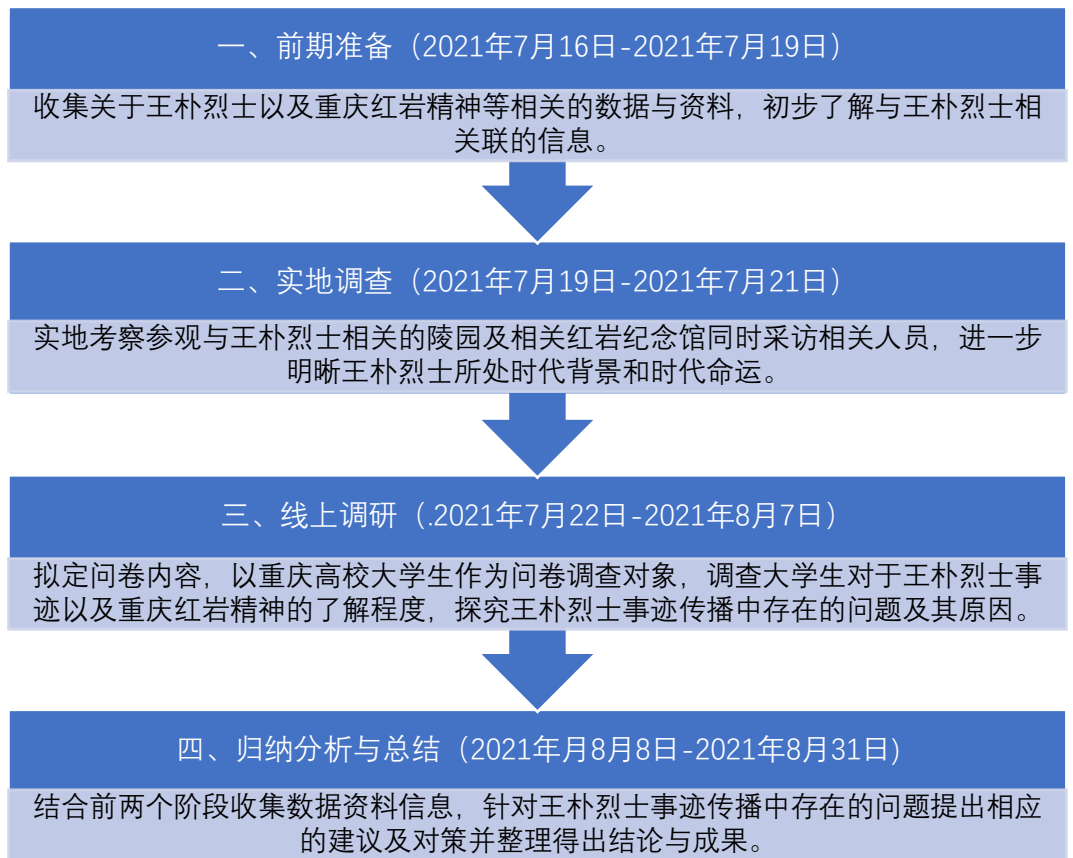 一、前期准备（2021年7月16日-2021年7月19日）
收集关于王朴烈士以及重庆红岩精神等相关的数据与资料，初步了解与王朴烈士相
关联的信息。
二、实地调查（2021年7月19日-2021年7月21日）
实地考察参观与王朴烈士相关的陵园及相关红岩纪念馆同时采访相关人员，进一步
明晰王朴烈士所处时代背景和时代命运。
三、线上调研（.2021年7月22日-2021年8月7日）
拟定问卷内容，以重庆高校大学生作为问卷调查对象，调查大学生对于王朴烈士事
迹以及重庆红岩精神的了解程度，探究王朴烈士事迹传播中存在的问题及其原因。
四、归纳分析与总结（2021年月8月8日-2021年8月31日)
结合前两个阶段收集数据资料信息，针对王朴烈士事迹传播中存在的问题提出相应
的建议及对策并整理得出结论与成果。